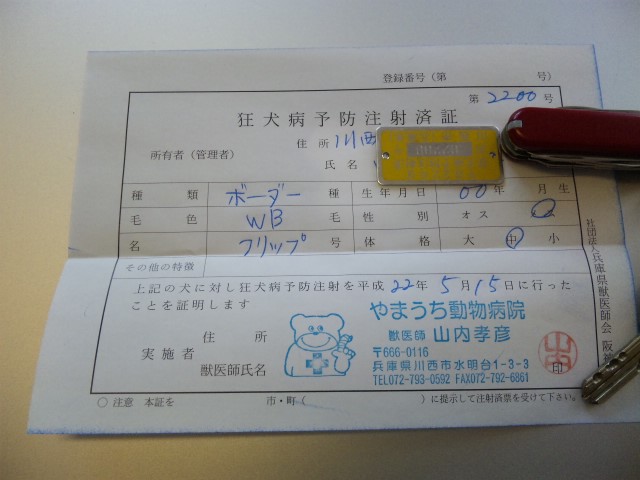 登録番号(第 号)
第 2200 号
狂犬病予防注射済証
所有者(管理者) 住所 川西
氏名
種類 ボーダー 種 生年月日 00年 月 生
毛色 WB 毛 性別 オス
名 フリップ 号 体格 大 中 小
その他の特徴
上記の犬に対し狂犬病予防注射を平成 22年 5月 15日に行った
ことを証明します
実施者 住所
獣医師氏名
やまうち動物病院
獣医師 山内孝彦
〒666-0116
兵庫県川西市水明台1-3-3
TEL072-793-0592 FAX072-792-6861
山内
印
社団法人兵庫県獣医師会 阪
○注意 本証を 市・町( )に提示して注射済票を受けて下さい。